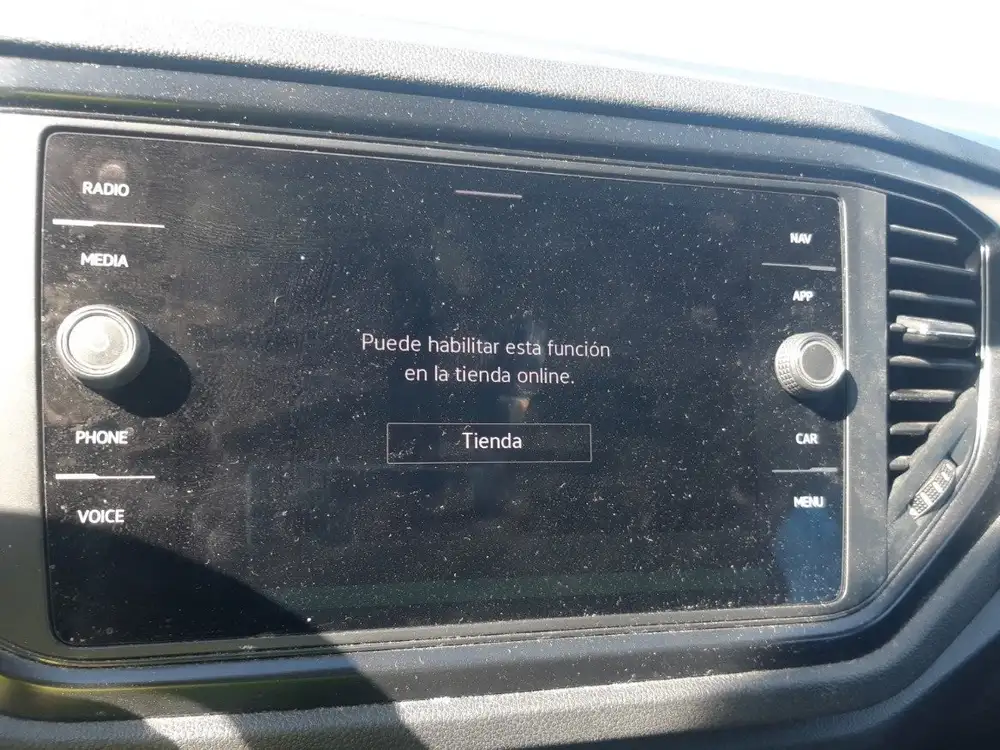 RADIO
MEDIA
PHONE
VOICE
Puede habilitar esta función
en la tienda online.
Tienda
NAV
APP
CAR
MENU